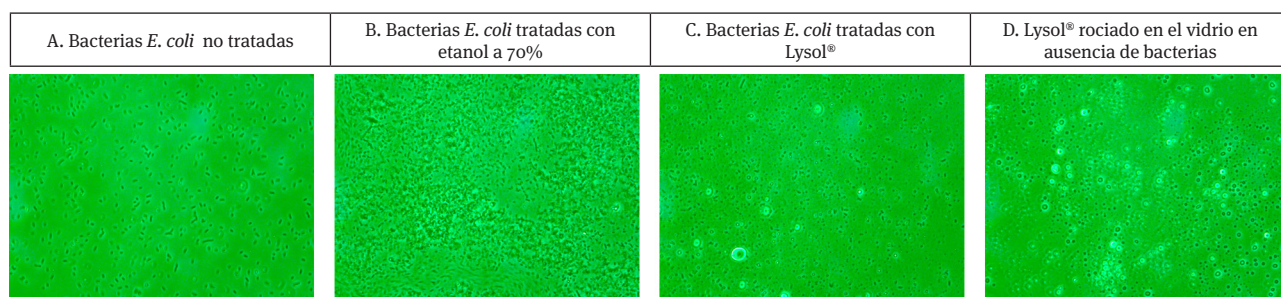 A. Bacterias E. coli no tratadas
B. Bacterias E. coli tratadas con
etanol a 70%
C. Bacterias E. coli tratadas con
Lysol®
D. Lysol® rociado en el vidrio en
ausencia de bacterias